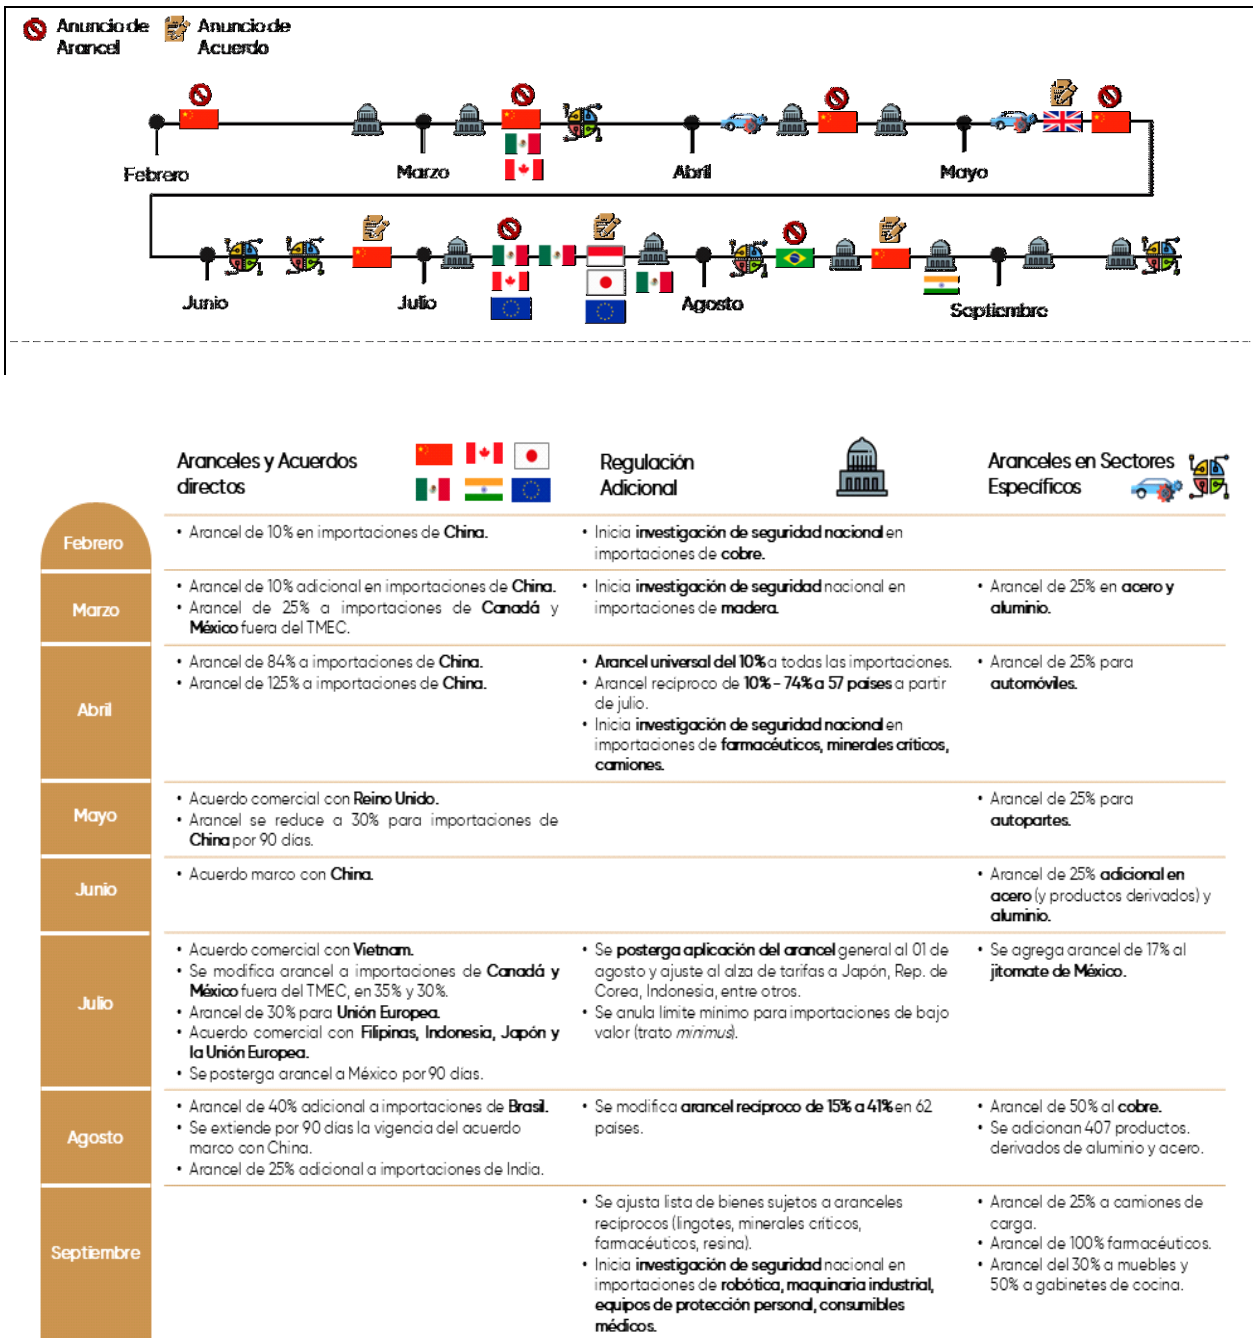 Anuncio de
Arancel
Anuncio de
Acuerdo
Febrero
Marzo
Abril
Mayo
Junio
Julio
Agosto
Septiembre
Aranceles y Acuerdos
directos
Regulación
Adicional
Aranceles en Sectores
Específicos
Febrero
• Arancel de 10% en importaciones de China.
• Inicia investigación de seguridad nacional en
importaciones de cobre.
Marzo
• Arancel de 10% adicional en importaciones de China.
• Arancel de 25% a importaciones de Canadá y
México fuera del TMEC.
• Inicia investigación de seguridad nacional en
importaciones de madera.
• Arancel de 25% en acero y
aluminio.
Abril
• Arancel de 84% a importaciones de China.
• Arancel de 125% a importaciones de China.
• Arancel universal del 10% a todas las importaciones.
• Arancel recíproco de 10% - 74% a 57 países a partir
de julio.
• Inicia investigación de seguridad nacional en
importaciones de farmacéuticos, minerales críticos,
camiones.
• Arancel de 25% para
automóviles.
Mayo
• Acuerdo comercial con Reino Unido.
• Arancel se reduce a 30% para importaciones de
China por 90 días.
• Arancel de 25% para
autopartes.
Junio
• Acuerdo marco con China.
• Arancel de 25% adicional en
acero (y productos derivados) y
aluminio.
Julio
• Acuerdo comercial con Vietnam.
• Se modifica arancel a importaciones de Canadá y
México fuera del TMEC, en 35% y 30%.
• Arancel de 30% para Unión Europea.
• Acuerdo comercial con Filipinas, Indonesia, Japón y
la Unión Europea.
• Se posterga arancel a México por 90 días.
• Se posterga aplicación del arancel general al 01 de
agosto y ajuste al alza de tarifas a Japón, Rep. de
Corea, Indonesia, entre otros.
• Se anula límite mínimo para importaciones de bajo
valor (trato minimus).
• Se agrega arancel de 17% al
jitomate de México.
Agosto
• Arancel de 40% adicional a importaciones de Brasil.
• Se extiende por 90 días la vigencia del acuerdo
marco con China.
• Arancel de 25% adicional a importaciones de India.
• Se modifica arancel recíproco de 15% a 41% en 62
países.
• Arancel de 50% al cobre.
• Se adicionan 407 productos.
derivados de aluminio y acero.
Septiembre
• Se ajusta lista de bienes sujetos a aranceles
recíprocos (lingotes, minerales críticos,
farmacéuticos, resina).
• Inicia investigación de seguridad nacional en
importaciones de robótica, maquinaria industrial,
equipos de protección personal, consumibles
médicos.
• Arancel de 25% a camiones de
carga.
• Arancel de 100% farmacéuticos.
• Arancel del 30% a muebles y
50% a gabinetes de cocina.